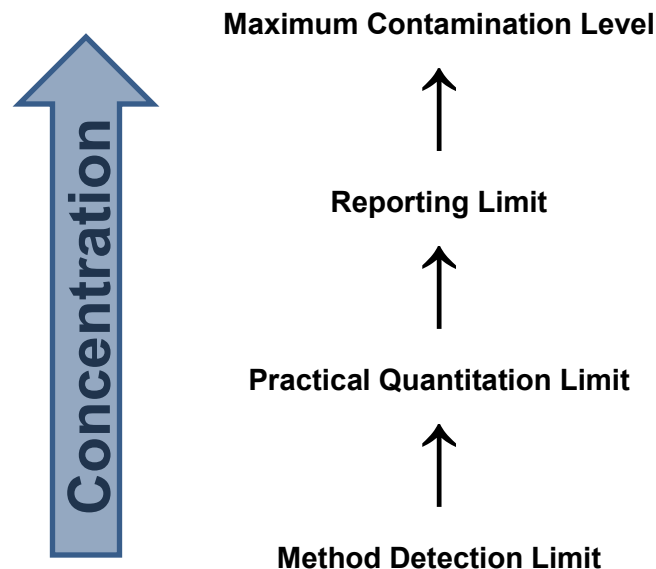 Maximum Contamination Level
Concentration
Reporting Limit
Practical Quantitation Limit
Method Detection Limit